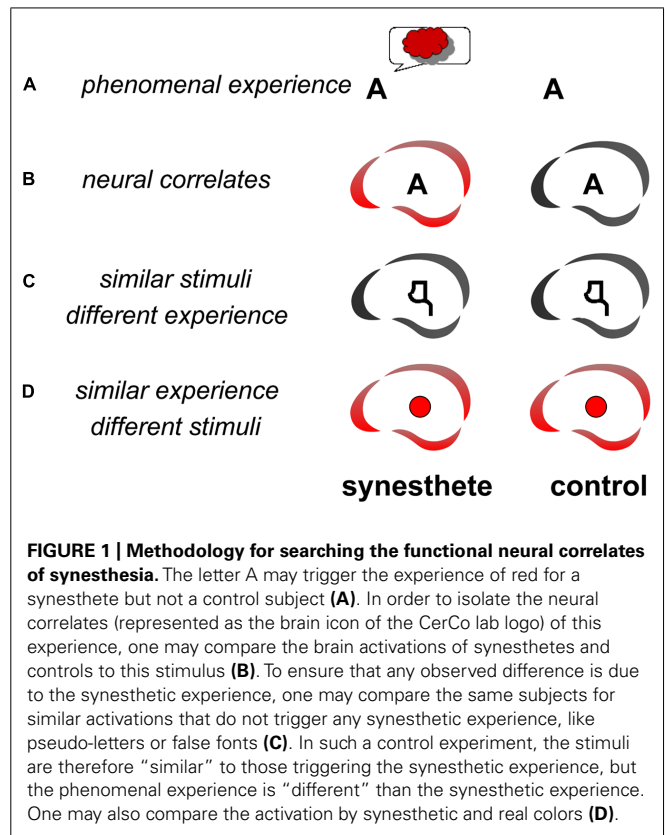 A phenomenal experience A A
B neural correlates A A
C similar stimuli
different experience
D similar experience
different stimuli
synesthete control
FIGURE 1 | Methodology for searching the functional neural correlates
of synesthesia. The letter A may trigger the experience of red for a
synesthete but not a control subject (A). In order to isolate the neural
correlates (represented as the brain icon of the CerCo lab logo) of this
experience, one may compare the brain activations of synesthetes and
controls to this stimulus (B). To ensure that any observed difference is due
to the synesthetic experience, one may compare the same subjects for
similar activations that do not trigger any synesthetic experience, like
pseudo-letters or false fonts (C). In such a control experiment, the stimuli
are therefore “similar” to those triggering the synesthetic experience, but
the phenomenal experience is “different” than the synesthetic experience.
One may also compare the activation by synesthetic and real colors (D).